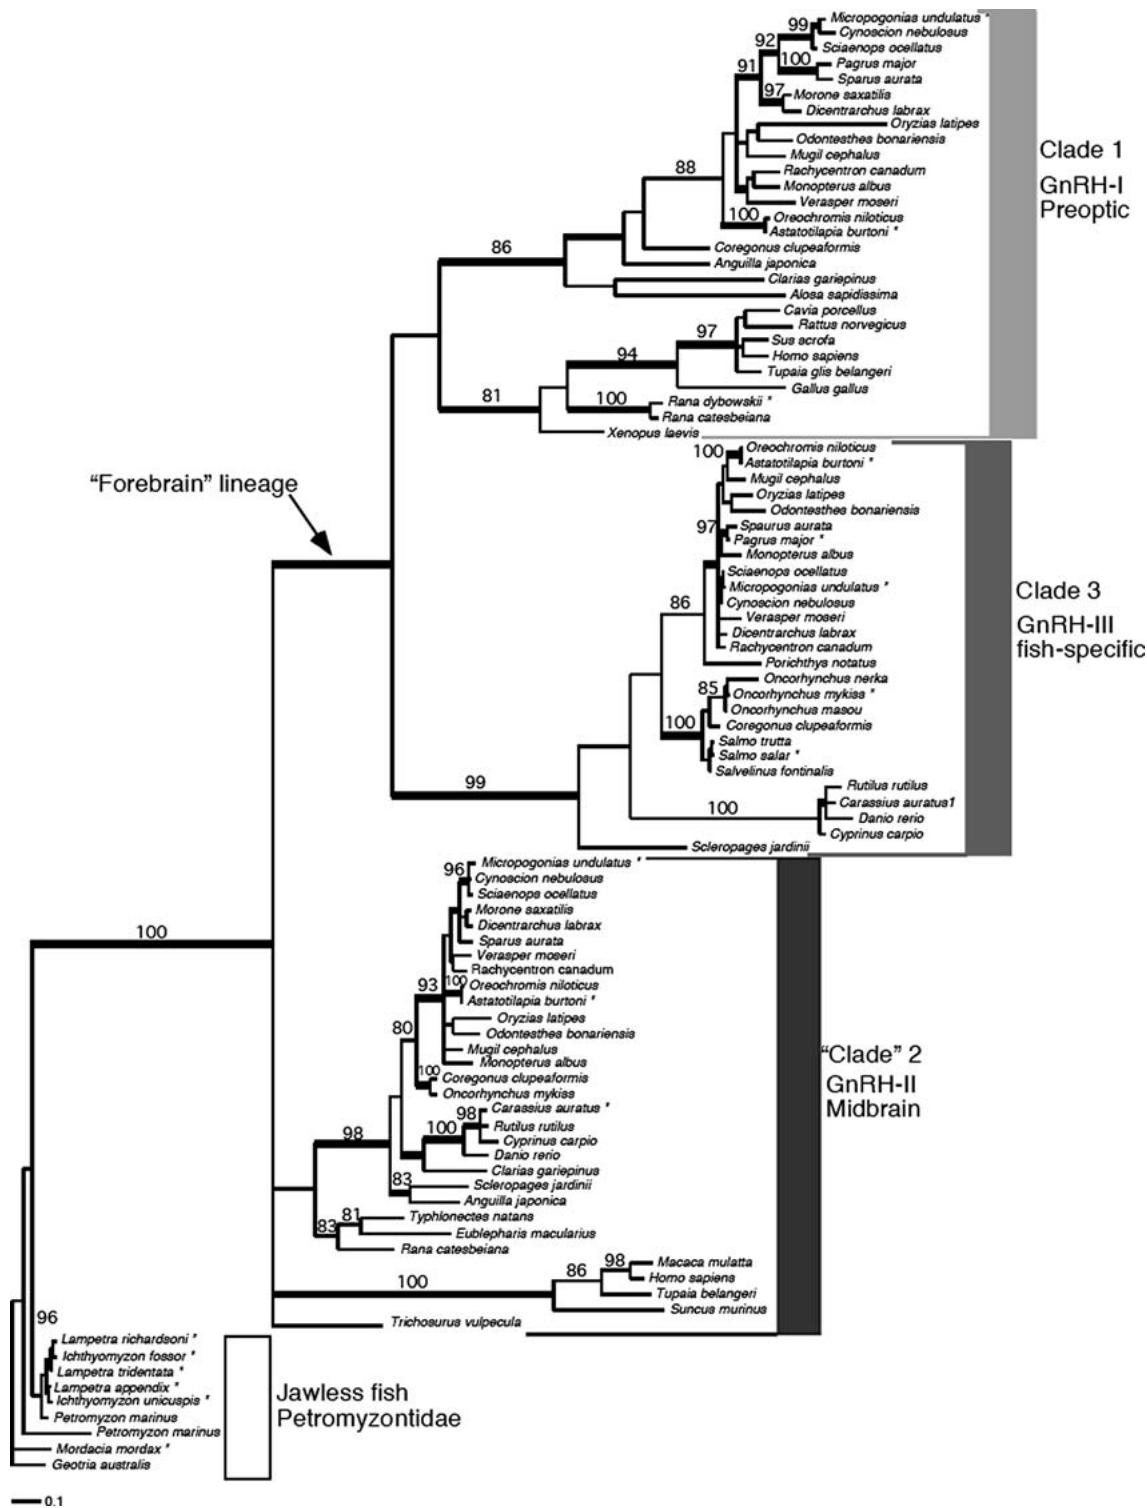 99 Micropogonias undulatus *
Cynoscion nebulosus
92 Sciaenops ocellatus
91 100 Pagrus major
Sparus aurata
97 Morone saxatilis
Dicentrarchus labrax
Oryzias latipes
Odontesthes bonariensis
Clade 1
Mugil cephalus
88 Rachycentron canadum
GnRH-I
Monopterus albus
Preoptic
Verasper moseri
100 Oreochromis niloticus
Astatotilapia burtoni *
86 Coregonus clupeaformis
Anguilla japonica
Clarias gariepinus
Alosa sapidissima
Cavia porcellus
97 Rattus norvegicus
Sus scrofa
94 Homo sapiens
Tupaia glis belangeri
81 Gallus gallus
100 Rana dybowskii *
Rana catesbeiana
Xenopus laevis
100 Oreochromis niloticus
Astatotilapia burtoni *
"Forebrain" lineage
Mugil cephalus
Oryzias latipes
Odontesthes bonariensis
97 Spaurus aurata
Pagrus major *
Monopterus albus
Sciaenops ocellatus
Clade 3
86 Micropogonias undulatus *
Cynoscion nebulosus
GnRH-III
Verasper moseri
fish-specific
Dicentrarchus labrax
Rachycentron canadum
Porichthys notatus
Oncorhynchus nerka
85 Oncorhynchus mykiss *
Oncorhynchus masou
100 Coregonus clupeaformis
Salmo trutta
Salmo salar *
Salvelinus fontinalis
99 Rutilus rutilus
100 Carassius auratus1
Danio rerio
Cyprinus carpio
Scleropages jardinii
96 Micropogonias undulatus *
Cynoscion nebulosus
Sciaenops ocellatus
Morone saxatilis
Dicentrarchus labrax
100 Sparus aurata
Verasper moseri
Rachycentron canadum
93 100 Oreochromis niloticus
Astatotilapia burtoni *
Oryzias latipes
80 Odontesthes bonariensis
Mugil cephalus
"Clade" 2
Monopterus albus
100 Coregonus clupeaformis
GnRH-II
Oncorhynchus mykiss
Midbrain
98 Carassius auratus *
100 Rutilus rutilus
98 Cyprinus carpio
Danio rerio
Clarias gariepinus
83 Scleropages jardinii
Anguilla japonica
81 Typhlonectes natans
83 Eublepharis macularius
Rana catesbeiana
98 Macaca mulatta
100 86 Homo sapiens
Tupaia belangeri
Suncus murinus
Trichosurus vulpecula
96
Lampetra richardsoni *
Ichthyomyzon fossor *
Lampetra tridentata *
Lampetra appendix *
Ichthyomyzon unicuspis *
Jawless fish
Petromyzontidae
Petromyzon marinus
Petromyzon marinus
Mordacia mordax *
Geotria australis
0.1